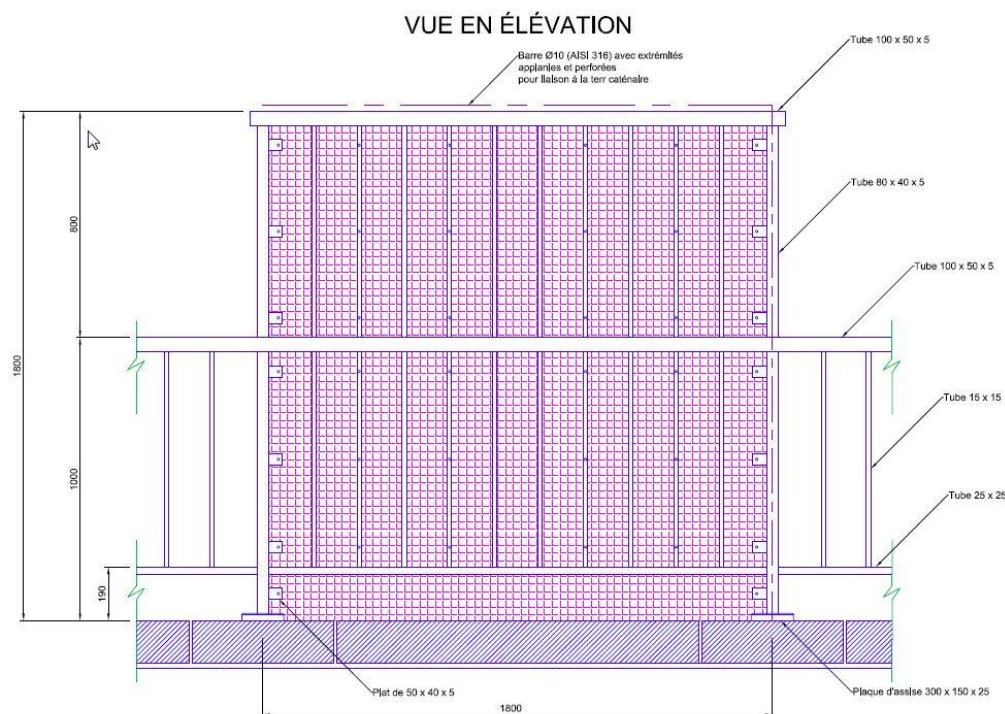 VUE EN ÉLÉVATION
Tube 100 x 50 x 5
Barre Ø10 (AISI 316) avec extrémités
applanies et perforées
pour liaison à la terr caténaire
Tube 80 x 40 x 5
800
Tube 100 x 50 x 5
1800
Tube 15 x 15
1000
Tube 25 x 25
190
Plat de 50 x 40 x 5
Plaque d'assise 300 x 150 x 25
1800